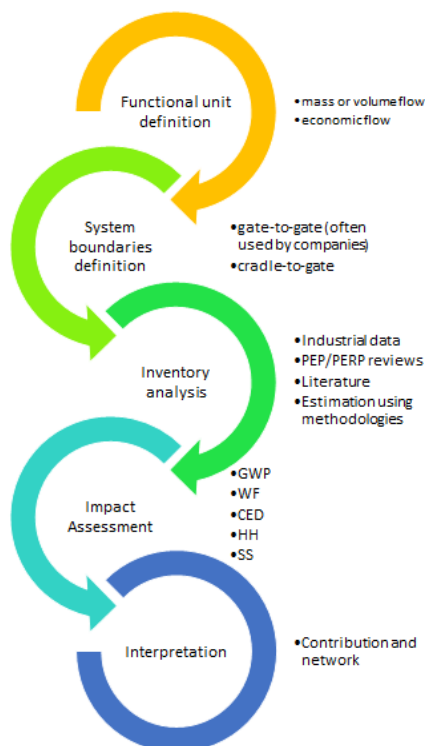 Functional unit
definition
•mass or volume flow
•economic flow
System
boundaries
definition
•gate-to-gate (often
used by companies)
•cradle-to-gate
Inventory
analysis
•Industrial data
•PEP/PERP reviews
•Literature
•Estimation using
methodologies
Impact
Assessment
•GWP
•WF
•CED
•HH
•SS
Interpretation
•Contribution and
network